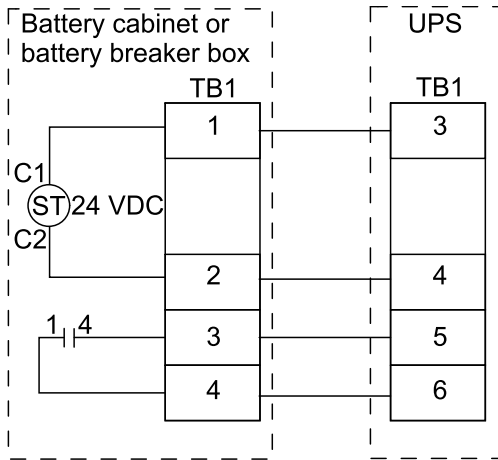 Battery cabinet or
battery breaker box
UPS
TB1
TB1
1
3
C1
ST 24 VDC
C2
2
4
1 4
3
5
4
6